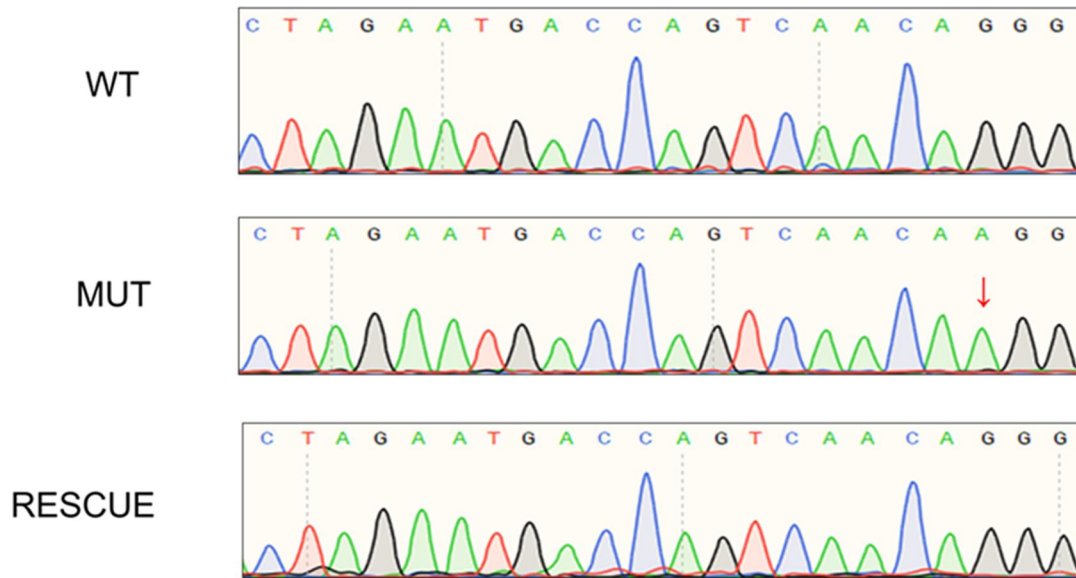 C T A G A A T G A C C A G T C A A C A G G G
WT
C T A G A A T G A C C A G T C A A C A A G G
MUT
↓
C T A G A A T G A C C A G T C A A C A G G G
RESCUE